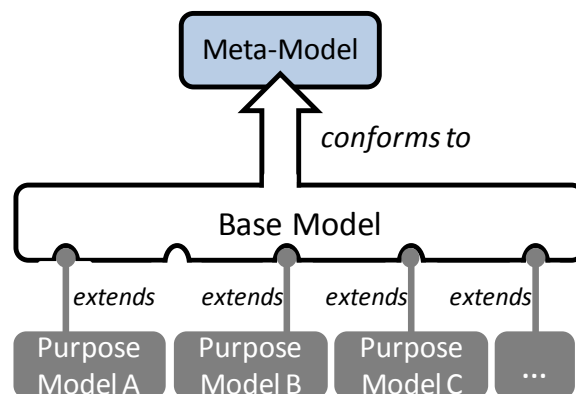 Meta-Model
conforms to
Base Model
extends extends extends extends
Purpose Model A
Purpose Model B
Purpose Model C
...